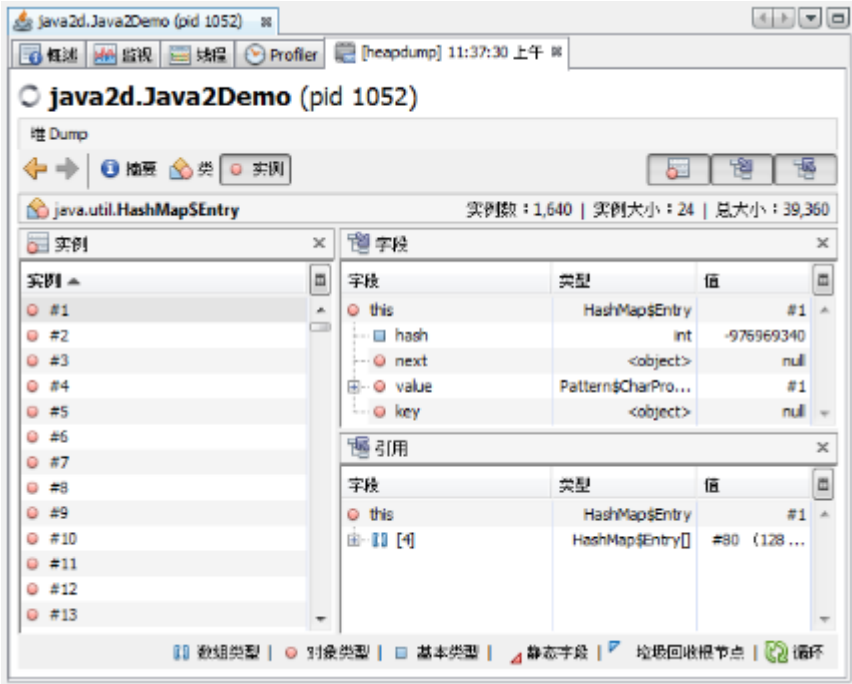 java2d.Java2Demo (pid 1052)
概述 监视 线程 Profiler [heapdump] 11:37:30 上午
java2d.Java2Demo (pid 1052)
堆 Dump
摘要 类 实例
java.util.HashMap$Entry 实例数：1,640 | 实例大小：24 | 总大小：39,360
实例
实例
#1
#2
#3
#4
#5
#6
#7
#8
#9
#10
#11
#12
#13
字段
字段 类型 值
this HashMap$Entry #1
hash int -976969340
next <object> null
value Pattern$CharPro... #1
key <object> null
引用
字段 类型 值
this HashMap$Entry #1
[4] HashMap$Entry[] #80 (128 ...
数组类型 | 对象类型 | 基本类型 | 静态字段 | 垃圾回收根节点 | 循环